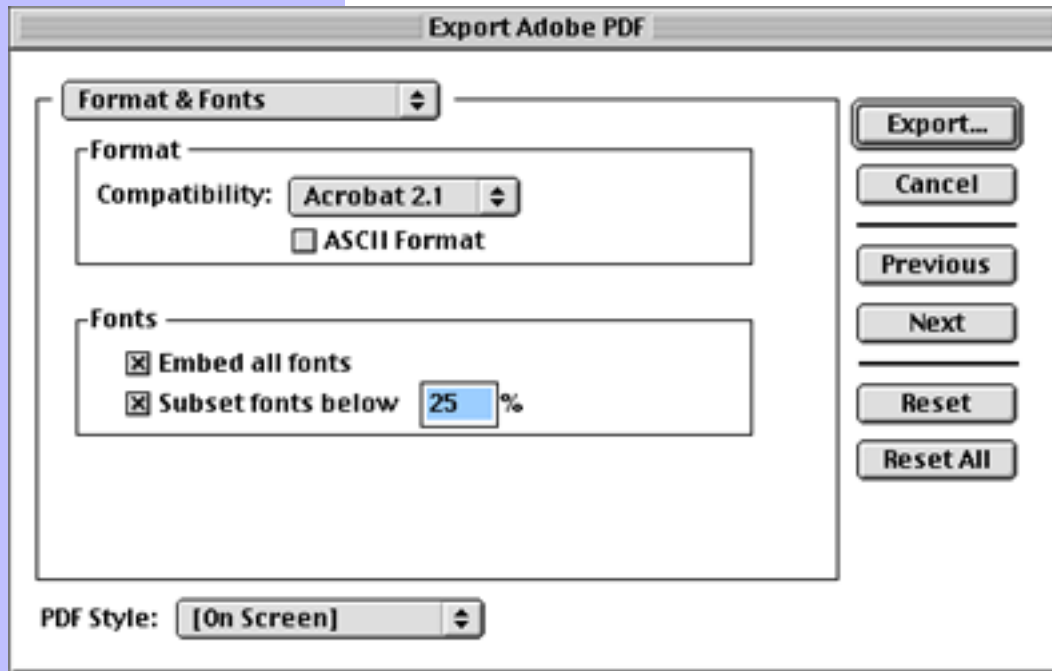 Export Adobe PDF
Format & Fonts
Export...
Format
Compatibility: Acrobat 2.1
Cancel
ASCII Format
Previous
Fonts
Next
Embed all fonts
Subset fonts below 25 %
Reset
Reset All
PDF Style: [On Screen]